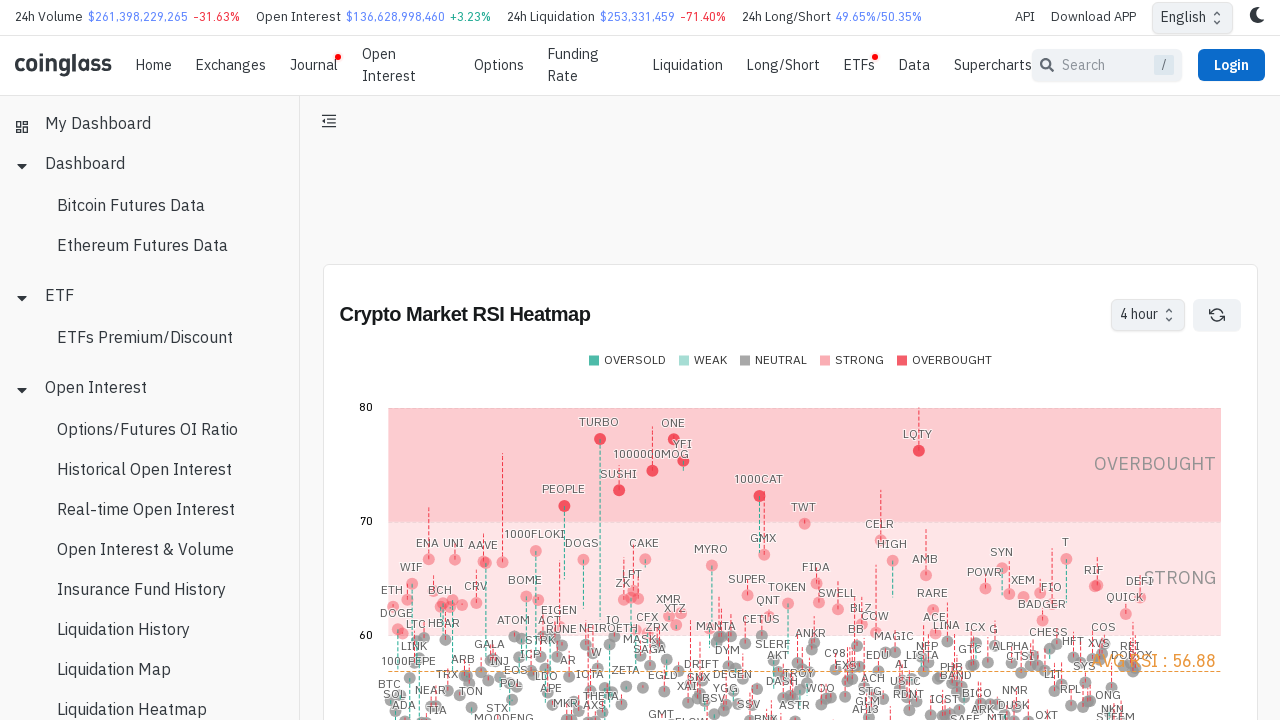 24h Volume $261,398,229,265 -31.63% Open Interest $136,628,998,460 +3.23% 24h Liquidation $253,331,459 -71.40% 24h Long/Short 49.65%/50.35% API Download APP English
coinglass Home Exchanges Journal Open Interest Options Funding Rate Liquidation Long/Short ETFs Data Supercharts Search / Login
My Dashboard
Dashboard
Bitcoin Futures Data
Ethereum Futures Data
ETF
ETFs Premium/Discount
Open Interest
Options/Futures OI Ratio
Historical Open Interest
Real-time Open Interest
Open Interest & Volume
Insurance Fund History
Liquidation History
Liquidation Map
Liquidation Heatmap
Crypto Market RSI Heatmap 4 hour
OVERSOLD WEAK NEUTRAL STRONG OVERBOUGHT
80
TURBO ONE
LQTY
YFI
1000000MOG
OVERBOUGHT
SUSHI
1000CAT
PEOPLE
TWT
70
CELR
1000FLOKI
GMX
ENA UNI AAVE DOGS CAKE HIGH T
MYRO SYN
AMB
WIF FIDA POWR RIF
LPT
BOME SUPER XEM DEFI STRONG
ZK
ETH BCH CRV TOKEN FIO
SWELL RARE QUICK
XMR QNT BADGER
XTZ BLZ
DOGE EIGEN COW
ATOM ACT IO CFX CETUS ACE
LTC HBAR RUNE NEIROETH ZRX MANTA BB LINA ICX G COS
60
ANKR MAGIC CHESS
STRK MASK HFT XVS
LINK GALA SAGA DYM SLERF NFP GTC ALPHA REI
ICP W AKT C98 EDU LISTA CTSI DODOX
1000PEPE ARB INJ AR DRIFT EXS AI PHB SYS AVG RSI : 56.88
TRX EOS LDO IOTA ZETA EGLD SNX DEGEN TROY ACH BAND LIT
BTC POL DASH USTC
SOL NEAR TON APE THETA XAI YGG WOO STG RDNT BICO NMR RPL ONG
ADA TIA STX MKR AXS BSV SSV ASTR GLM API3 ICST ARK DUSK NKN
MOODENG GMT BNX SAFE MTL OXT STEEM